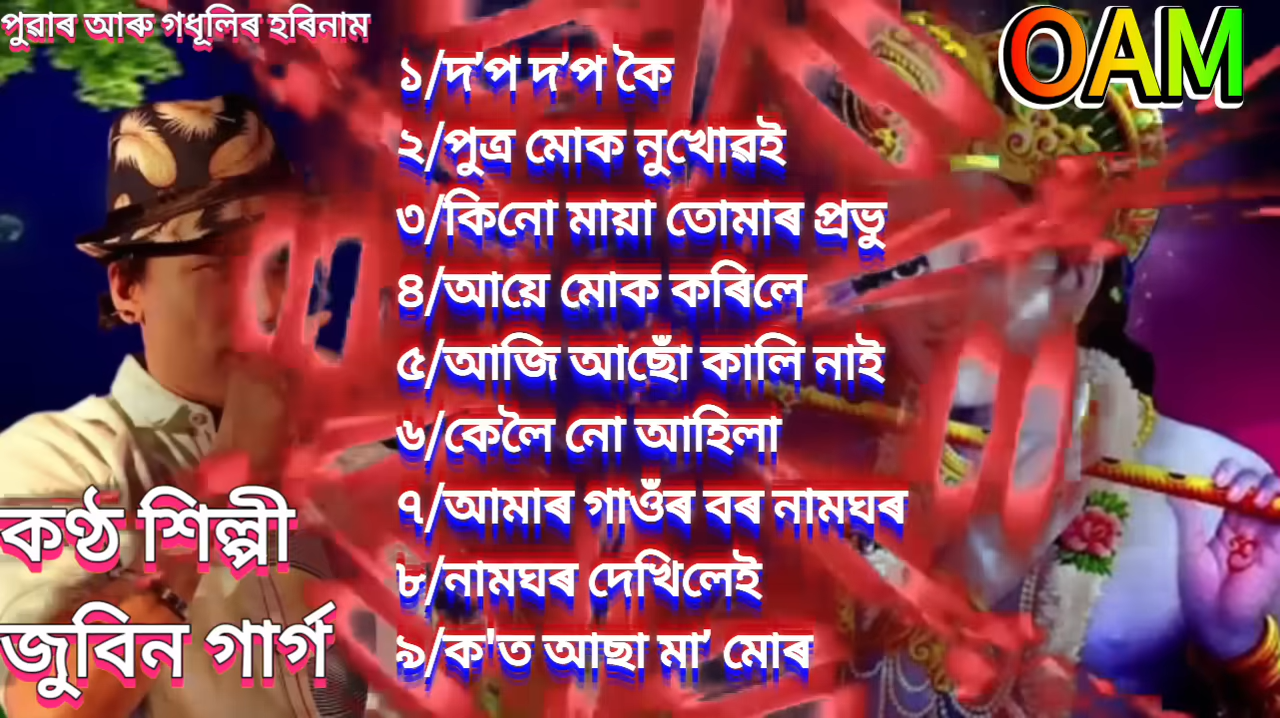 পুৱাৰ আৰু গধূলিৰ হৰিনাম
OAM
১/দ'প দ'প কৈ
২/পুত্ৰ মোক নুখোৱই
৩/কিনো মায়া তোমাৰ প্ৰভু
৪/আয়ে মোক কৰিলে
৫/আজি আছোঁ কালি নাই
৬/কেলৈ নো আহিলা
৭/আমাৰ গাওঁৰ বৰ নামঘৰ
৮/নামঘৰ দেখিলেই
৯/ক'ত আছা মা’ মোৰ
কণ্ঠ শিল্পী
জুবিন গাৰ্গ